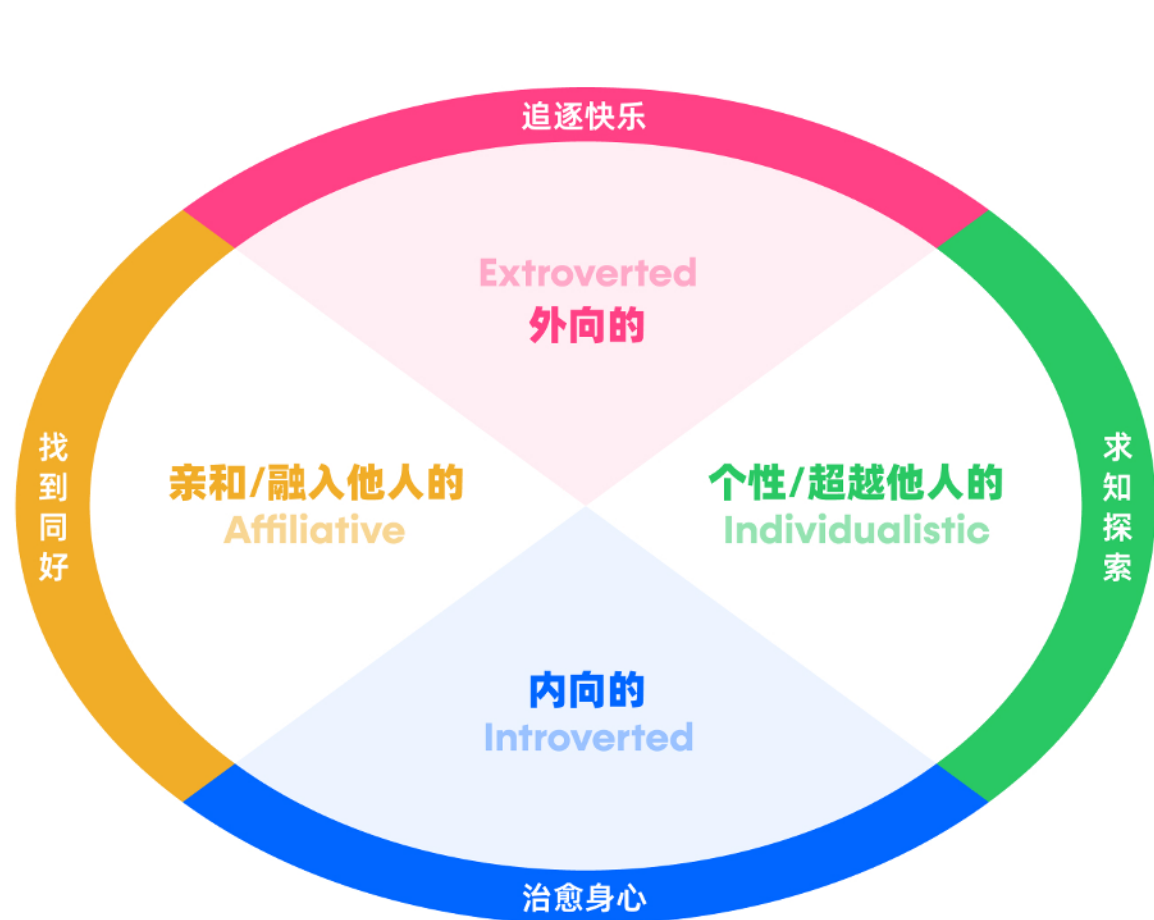 追逐快乐
Extroverted
外向的
找到同好
亲和/融入他人的
Affiliative
个性/超越他人的
Individualistic
求知探索
内向的
Introverted
治愈身心